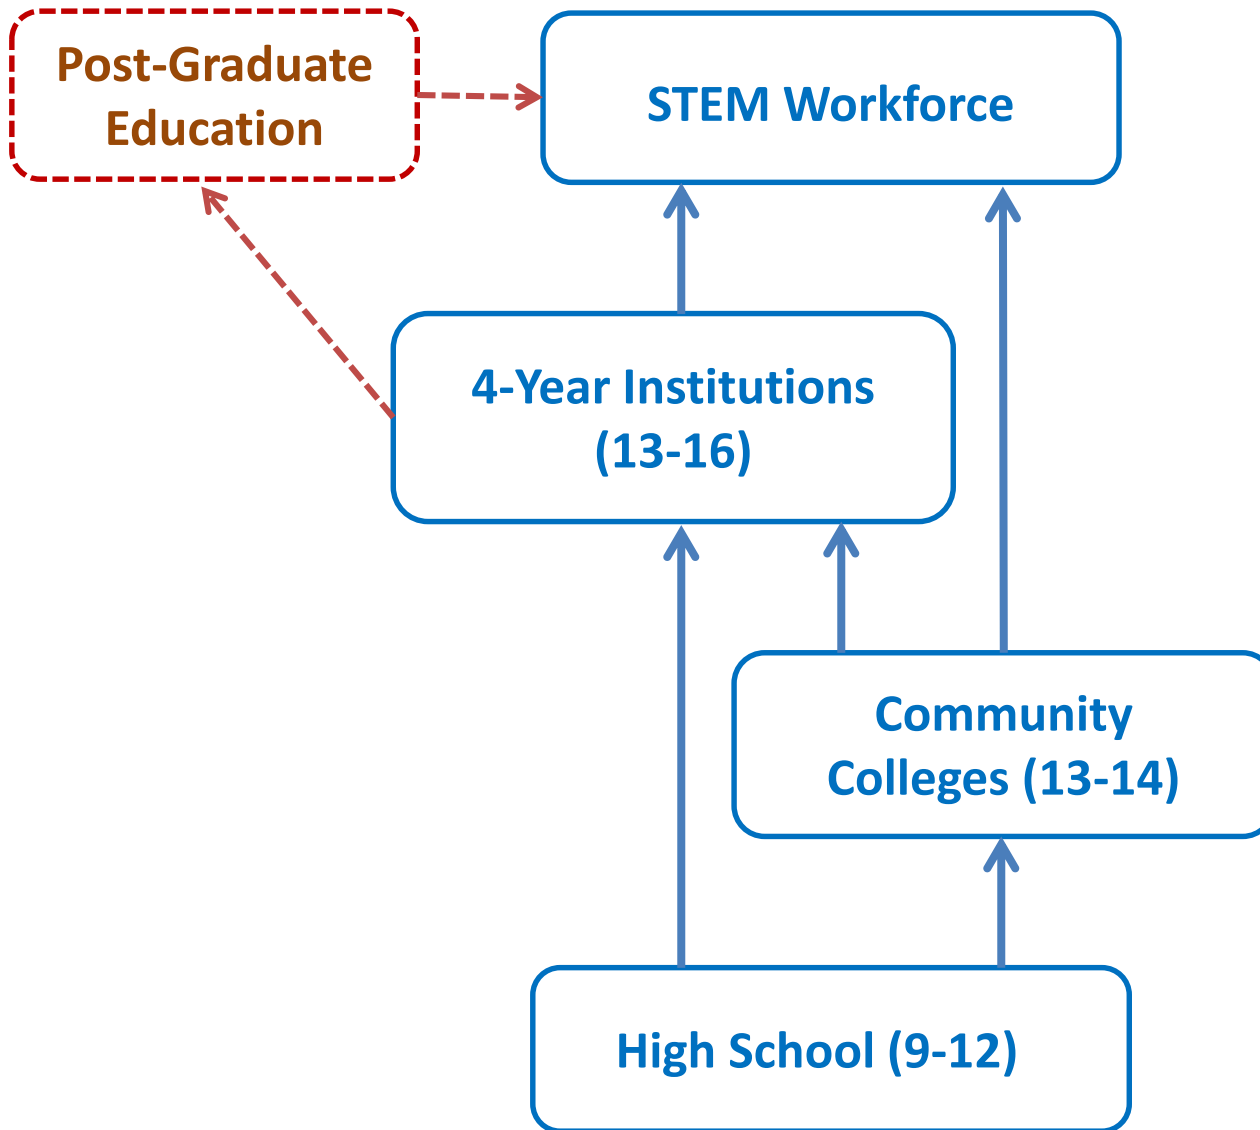 Post-Graduate
Education
STEM Workforce
4-Year Institutions
(13-16)
Community
Colleges (13-14)
High School (9-12)